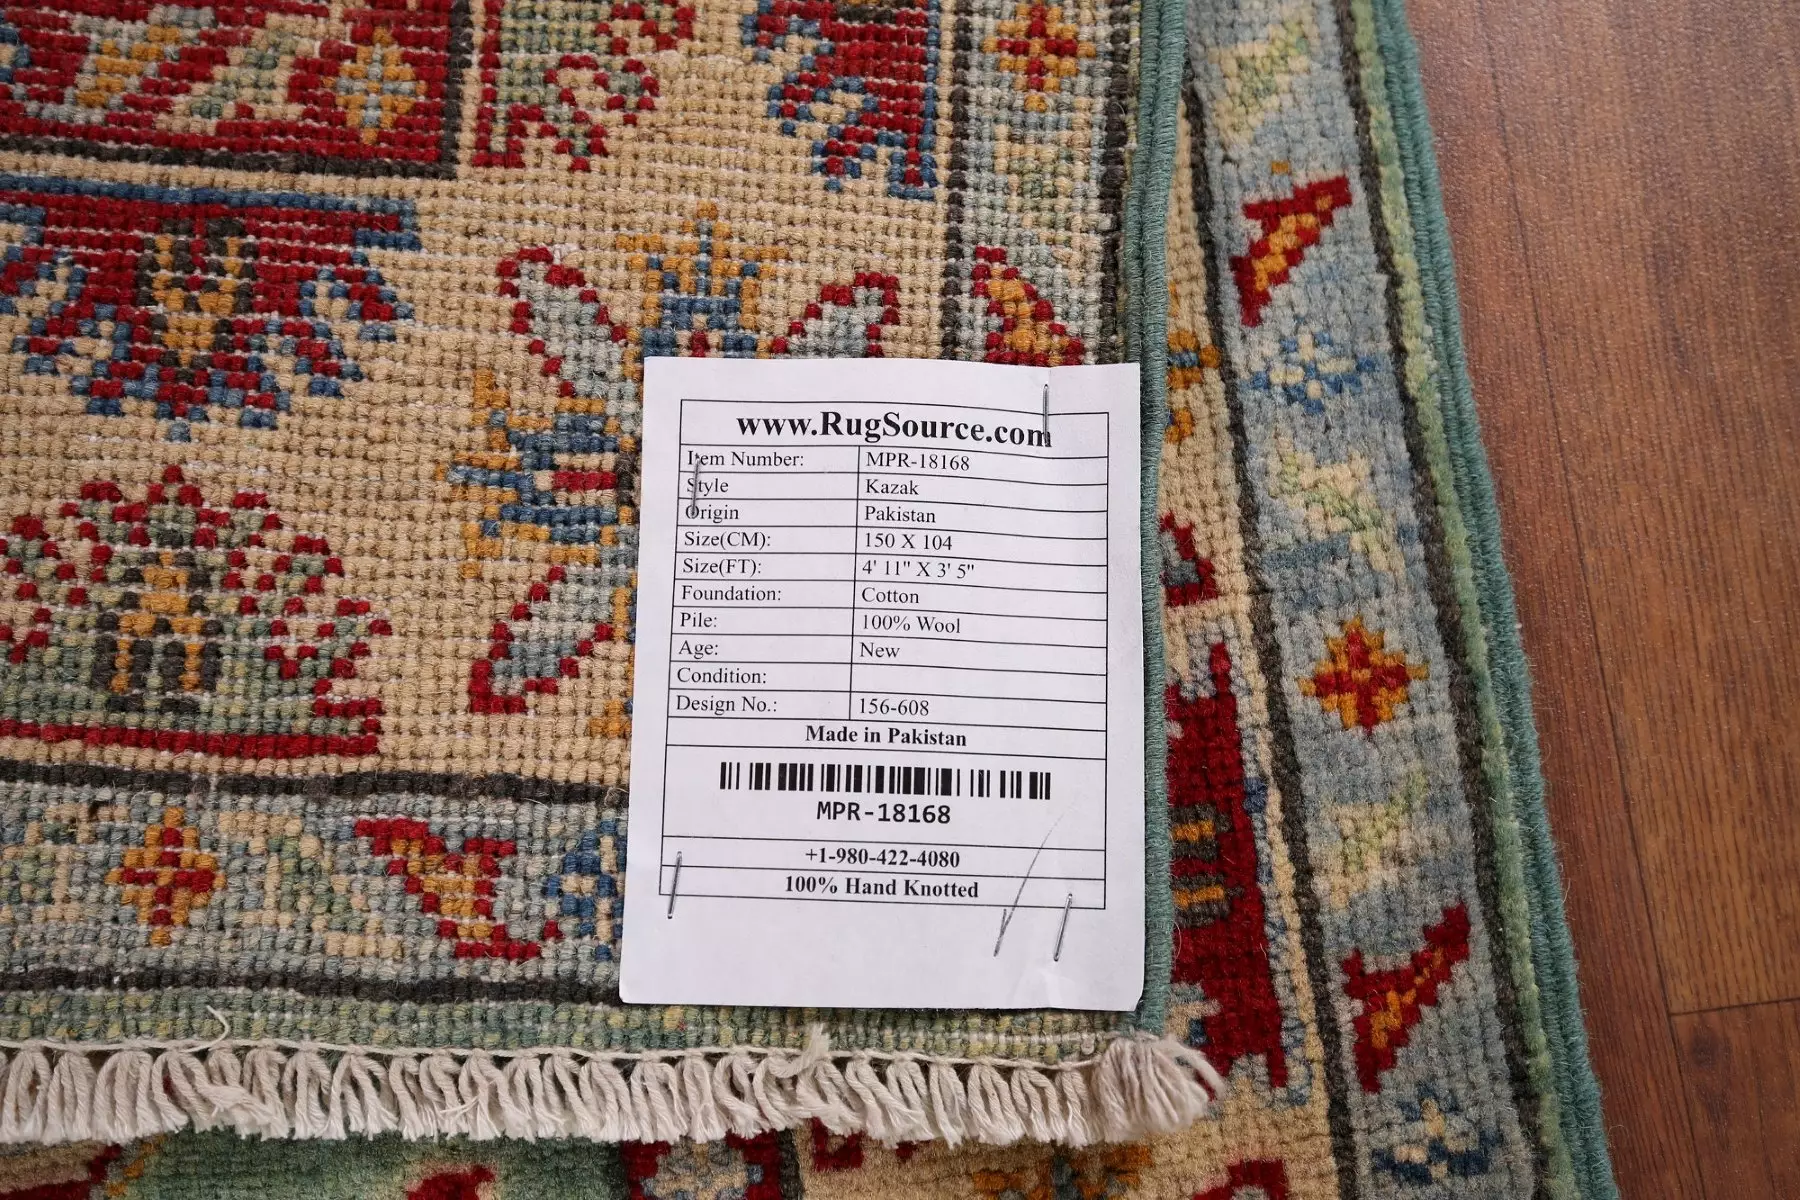 www.RugSource.com
Item Number: MPR-18168
Style Kazak
Origin Pakistan
Size(CM): 150 X 104
Size(FT): 4' 11" X 3' 5"
Foundation: Cotton
Pile: 100% Wool
Age: New
Condition:
Design No.: 156-608
Made in Pakistan
MPR-18168
+1-980-422-4080
100% Hand Knotted